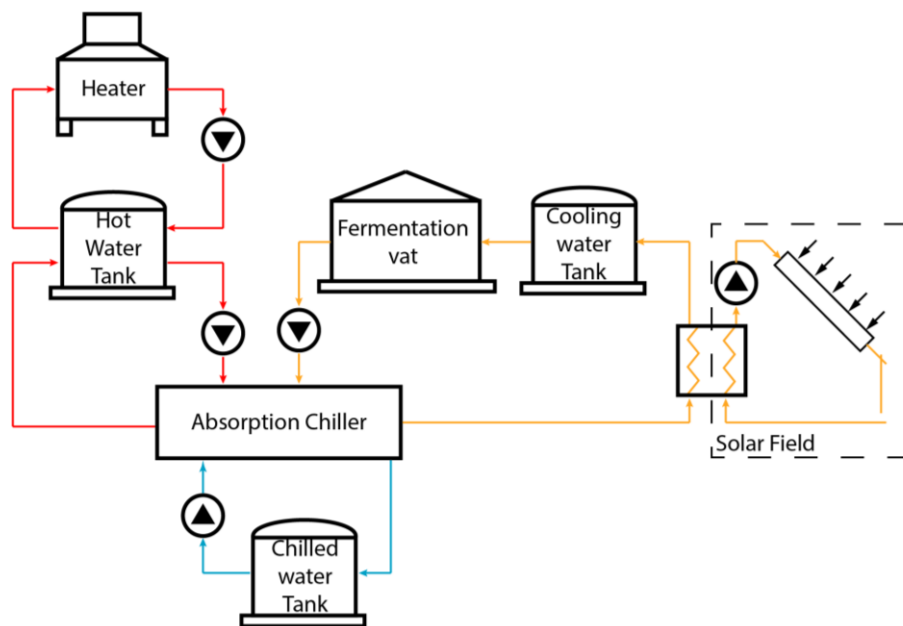 Heater
Hot
Water
Tank
Fermentation
vat
Cooling
water
Tank
Absorption Chiller
Solar Field
Chilled
water
Tank